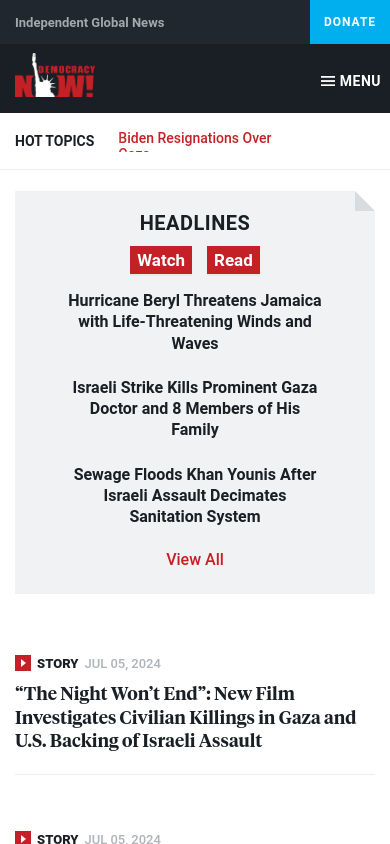 Independent Global News
DONATE
DEMOCRACY
NOW!
MENU
HOT TOPICS
Biden Resignations Over
Gaza
HEADLINES
Watch
Read
Hurricane Beryl Threatens Jamaica
with Life-Threatening Winds and
Waves
Israeli Strike Kills Prominent Gaza
Doctor and 8 Members of His
Family
Sewage Floods Khan Younis After
Israeli Assault Decimates
Sanitation System
View All
STORY JUL 05, 2024
“The Night Won’t End”: New Film
Investigates Civilian Killings in Gaza and
U.S. Backing of Israeli Assault
STORY JUL 05, 2024